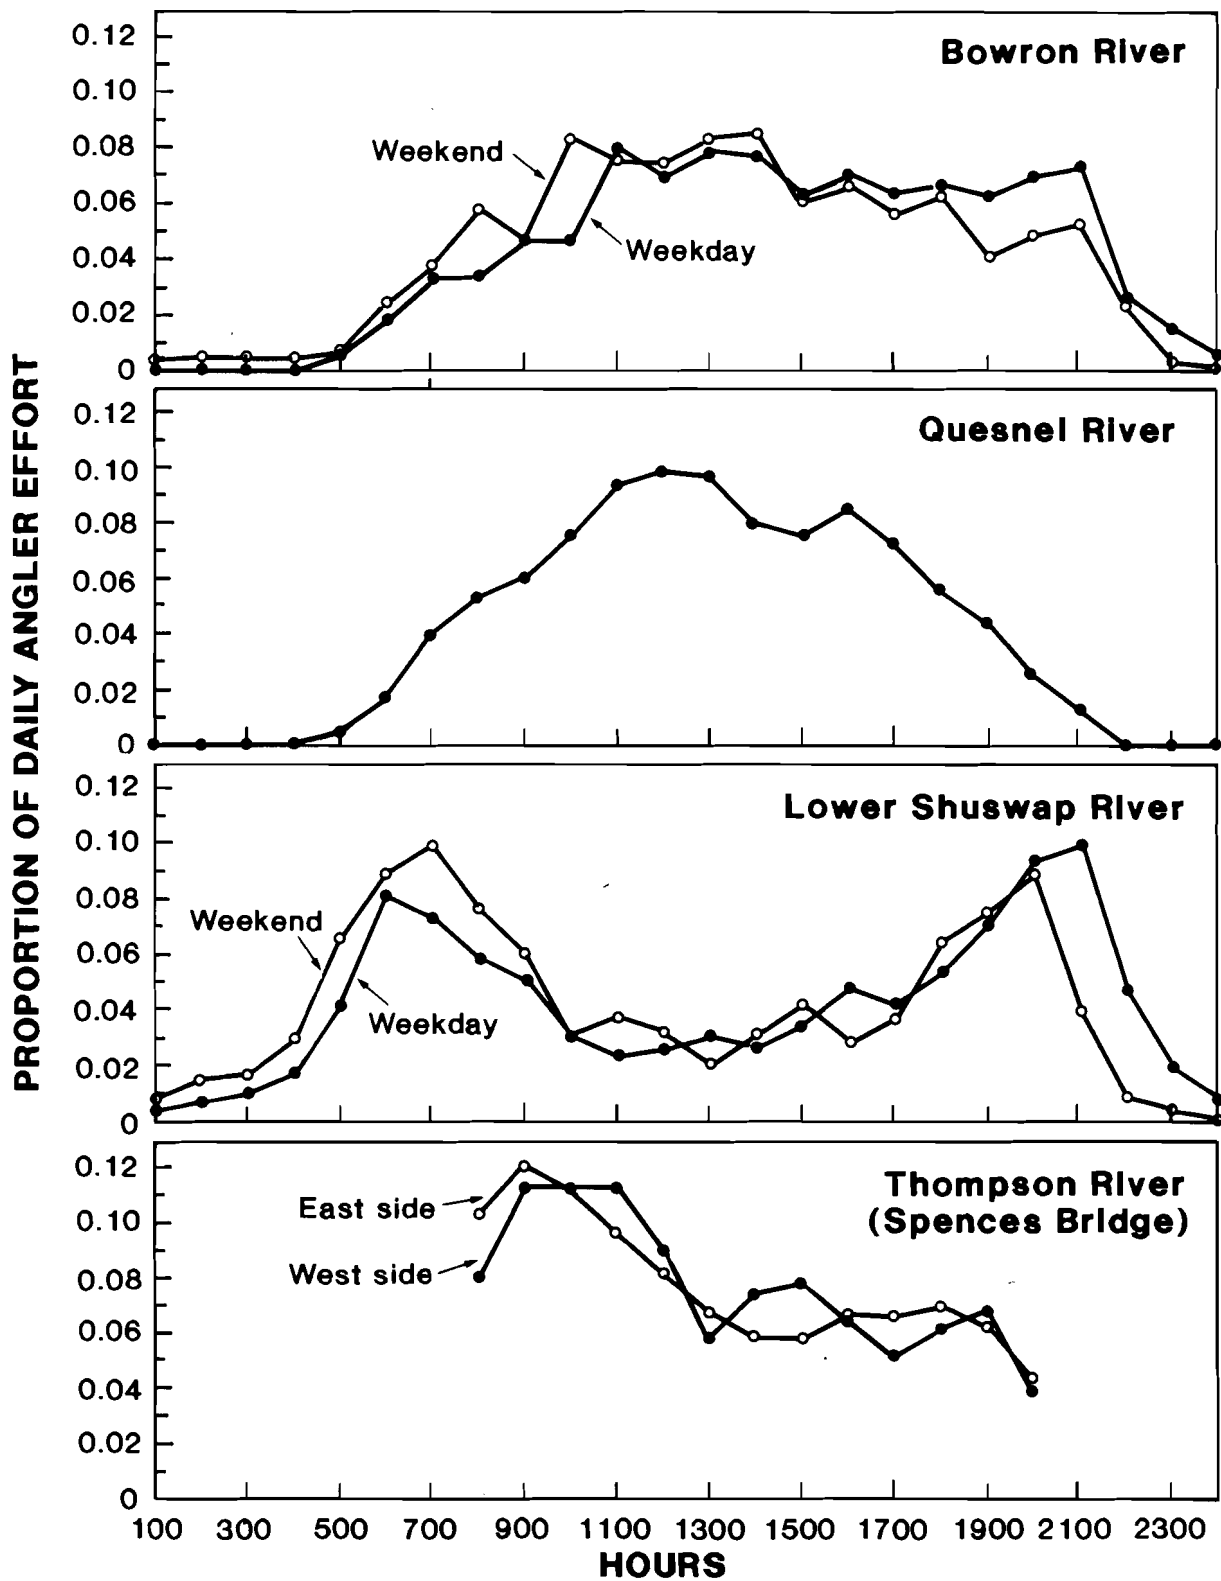 PROPORTION OF DAILY ANGLER EFFORT
Bowron River
0.12
0.10
0.08
0.06
0.04
0.02
0
Weekend
Weekday
Quesnel River
0.12
0.10
0.08
0.06
0.04
0.02
0
Lower Shuswap River
0.12
0.10
0.08
0.06
0.04
0.02
0
Weekend
Weekday
Thompson River
(Spences Bridge)
0.12
0.10
0.08
0.06
0.04
0.02
0
East side
West side
100 300 500 700 900 1100 1300 1500 1700 1900 2100 2300
HOURS